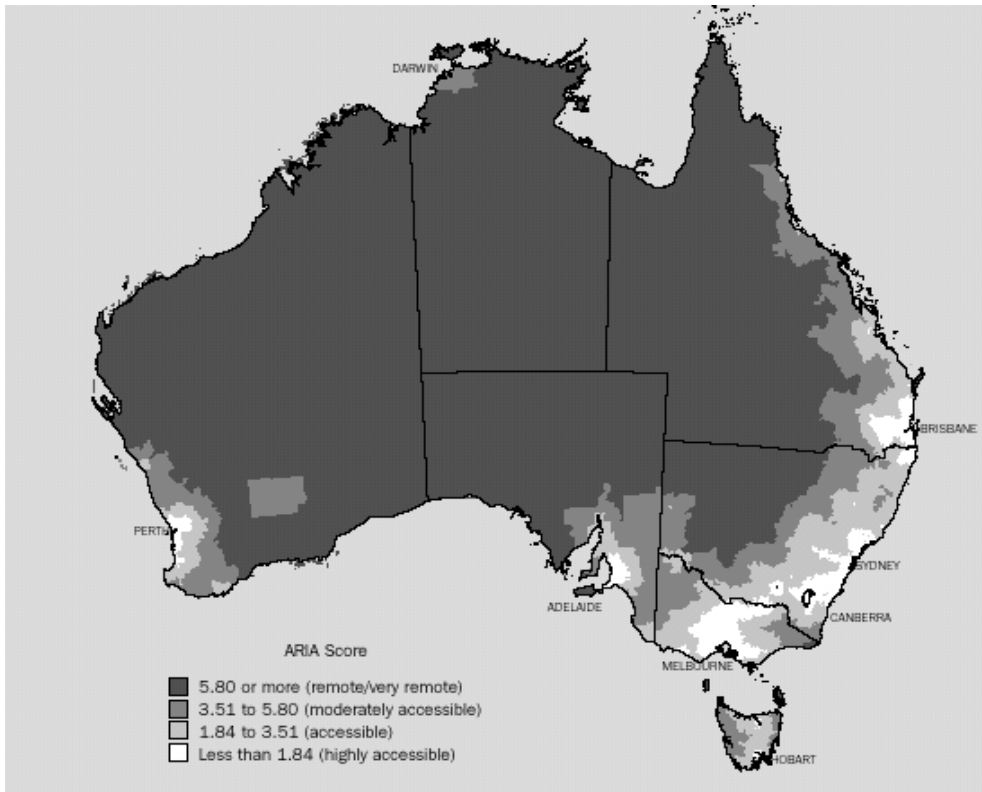 DARWIN
BRISBANE
PERTH
SYDNEY
ADELAIDE
CANBERRA
MELBOURNE
HOBART
ARIA Score
5.80 or more (remote/very remote)
3.51 to 5.80 (moderately accessible)
1.84 to 3.51 (accessible)
Less than 1.84 (highly accessible)